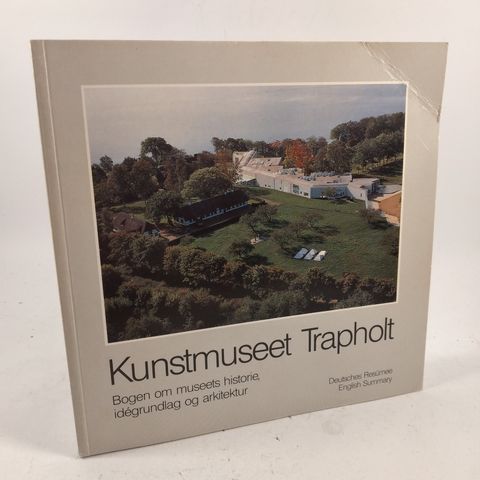 Kunstmuseet Trapholt
Bogen om museets historie,
idégrundlag og arkitektur
Deutsches Resümee
English Summary